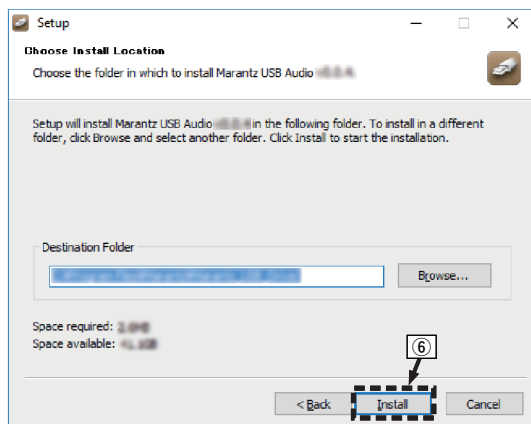 Setup
Choose Install Location
Choose the folder in which to install Marantz USB Audio
Setup will install Marantz USB Audio in the following folder. To install in a different
folder, click Browse and select another folder. Click Install to start the installation.
Destination Folder
Browse...
Space required:
Space available:
⑥
< Back Install Cancel